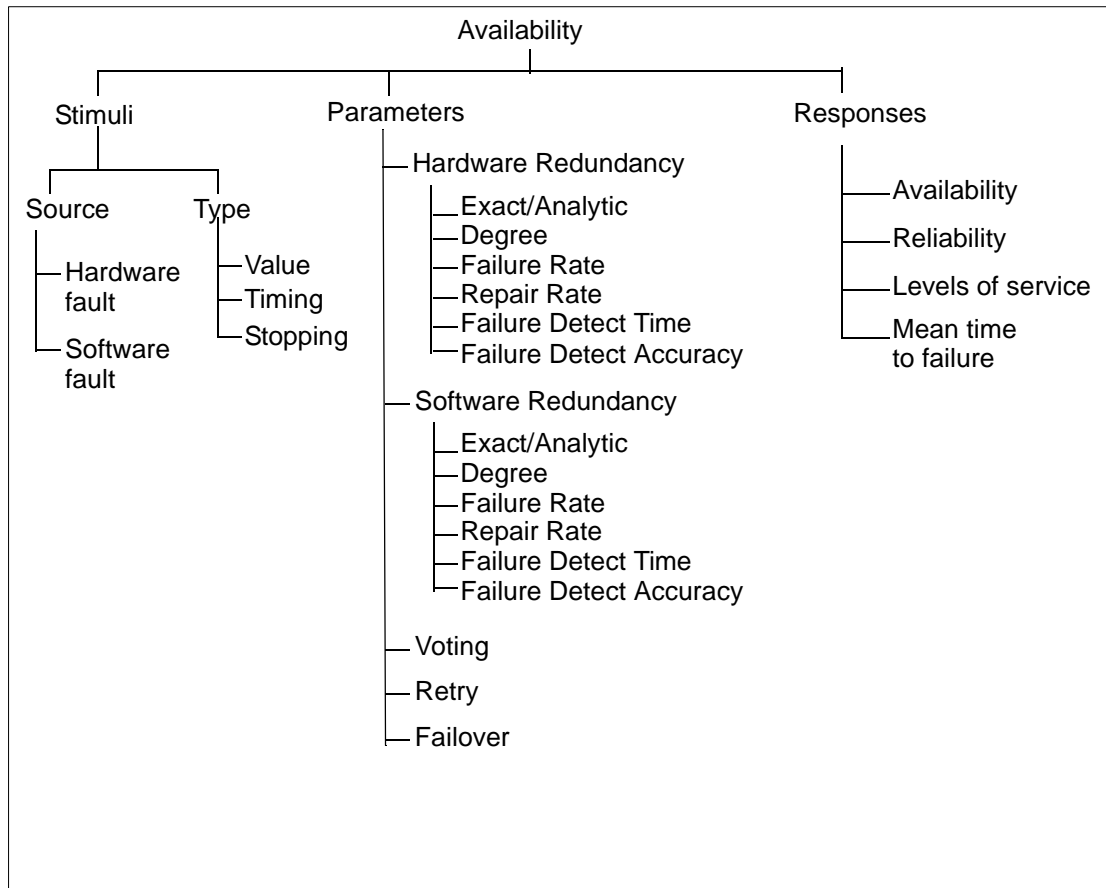 Availability
Stimuli
Parameters
Responses
Source
Type
Hardware
fault
Software
fault
Value
Timing
Stopping
Hardware Redundancy
Exact/Analytic
Degree
Failure Rate
Repair Rate
Failure Detect Time
Failure Detect Accuracy
Software Redundancy
Exact/Analytic
Degree
Failure Rate
Repair Rate
Failure Detect Time
Failure Detect Accuracy
Voting
Retry
Failover
Availability
Reliability
Levels of service
Mean time
to failure